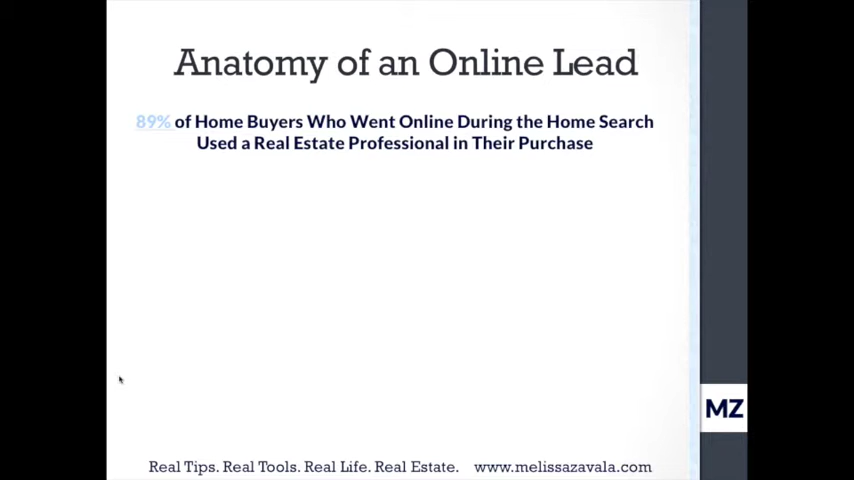 Anatomy of an Online Lead
89% of Home Buyers Who Went Online During the Home Search
Used a Real Estate Professional in Their Purchase
MZ
Real Tips. Real Tools. Real Life. Real Estate. www.melissazavala.com